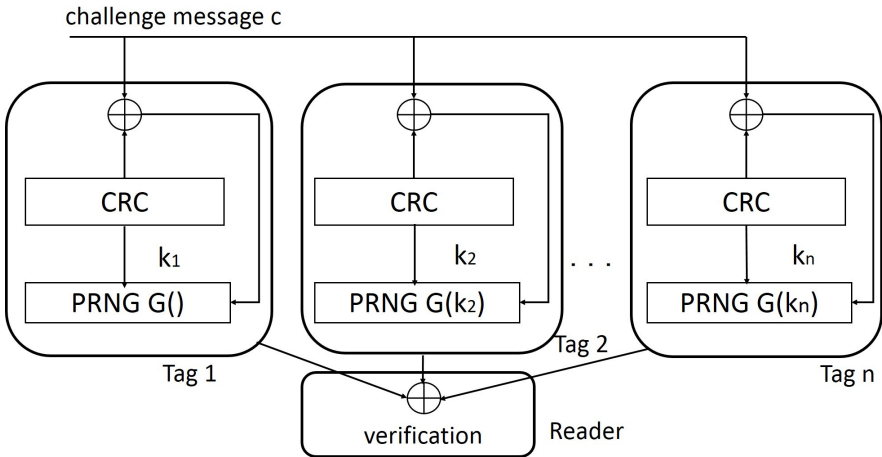 challenge message c
CRC
CRC
CRC
k1
k2
kn
. . .
PRNG G()
PRNG G(k2)
PRNG G(kn)
Tag 1
Tag 2
Tag n
verification
Reader